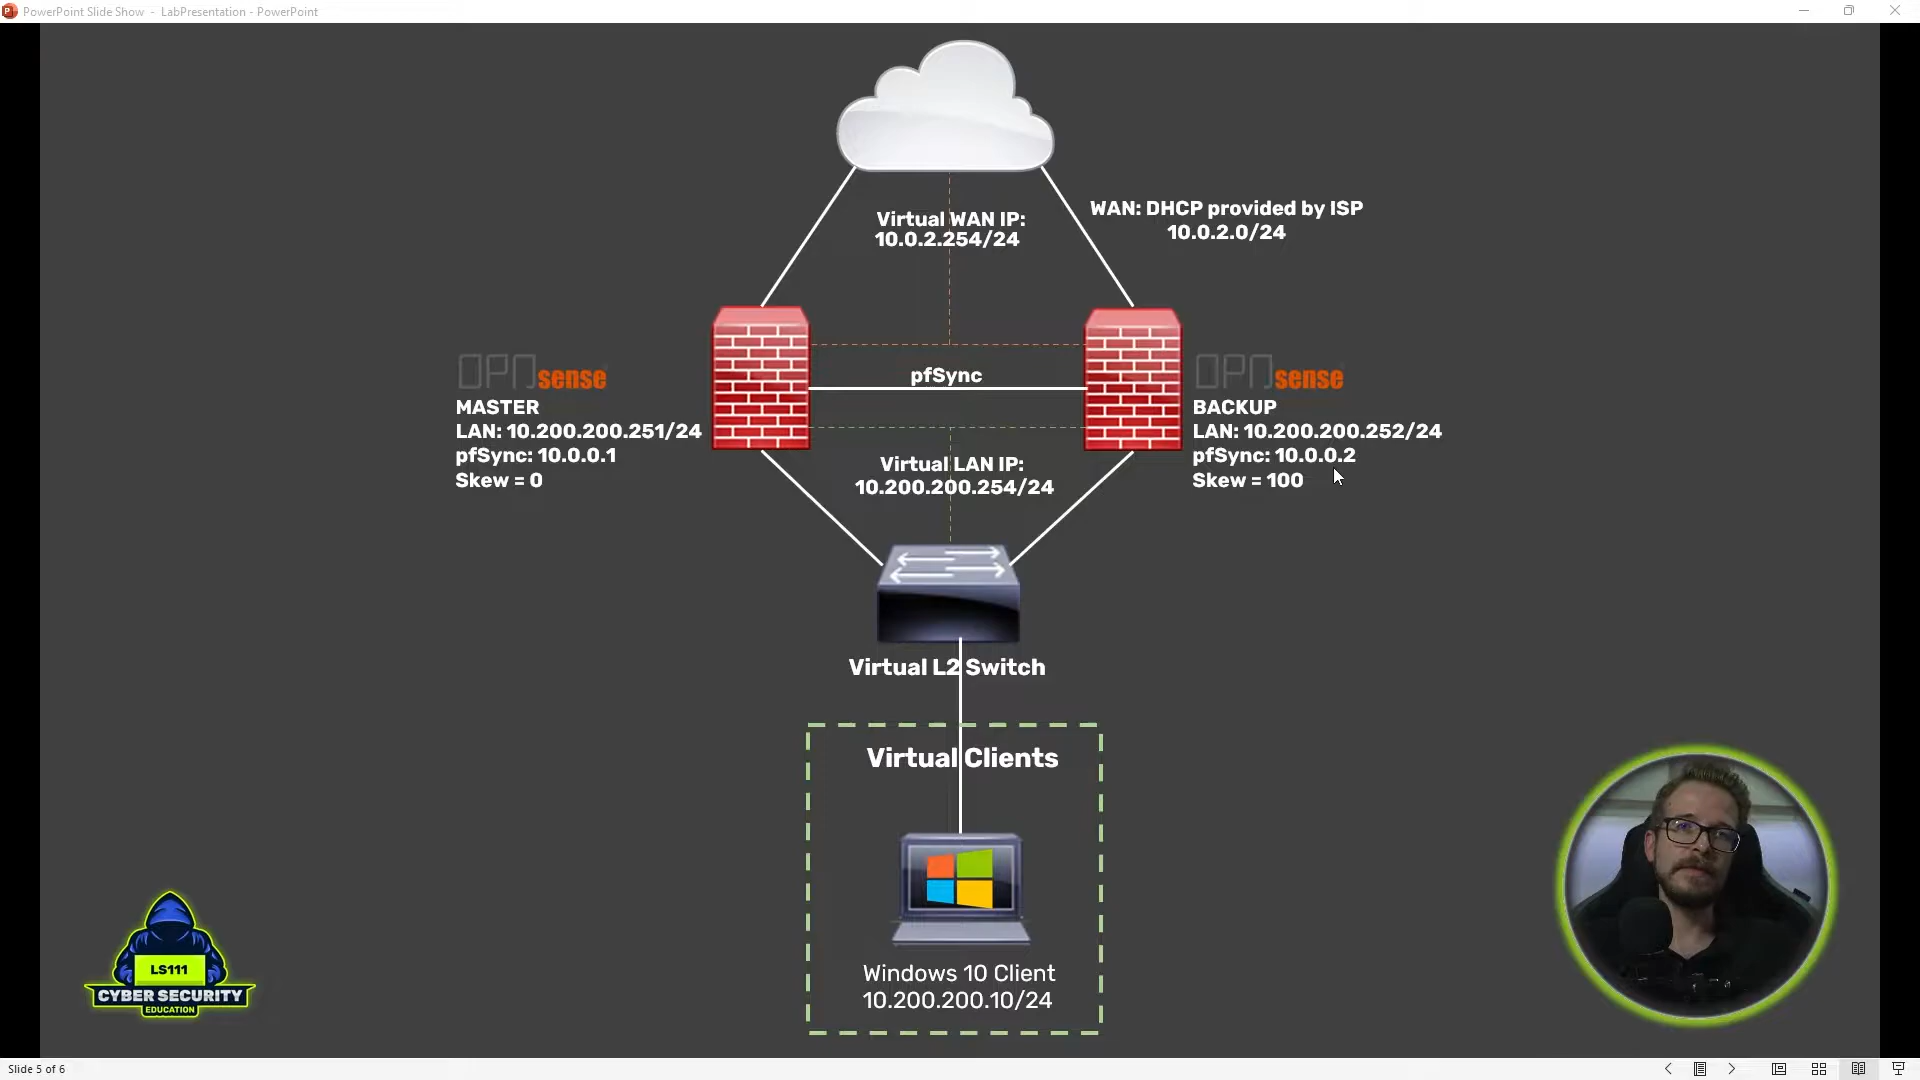 PowerPoint Slide Show - LabPresentation - PowerPoint
Virtual WAN IP:
10.0.2.254/24
WAN: DHCP provided by ISP
10.0.2.0/24
pfSync
OPNsense
MASTER
LAN: 10.200.200.251/24
pfSync: 10.0.0.1
Skew = 0
OPNsense
BACKUP
LAN: 10.200.200.252/24
pfSync: 10.0.0.2
Skew = 100
Virtual LAN IP:
10.200.200.254/24
Virtual L2 Switch
Virtual Clients
Windows 10 Client
10.200.200.10/24
LS111
CYBER SECURITY
EDUCATION
Slide 5 of 6